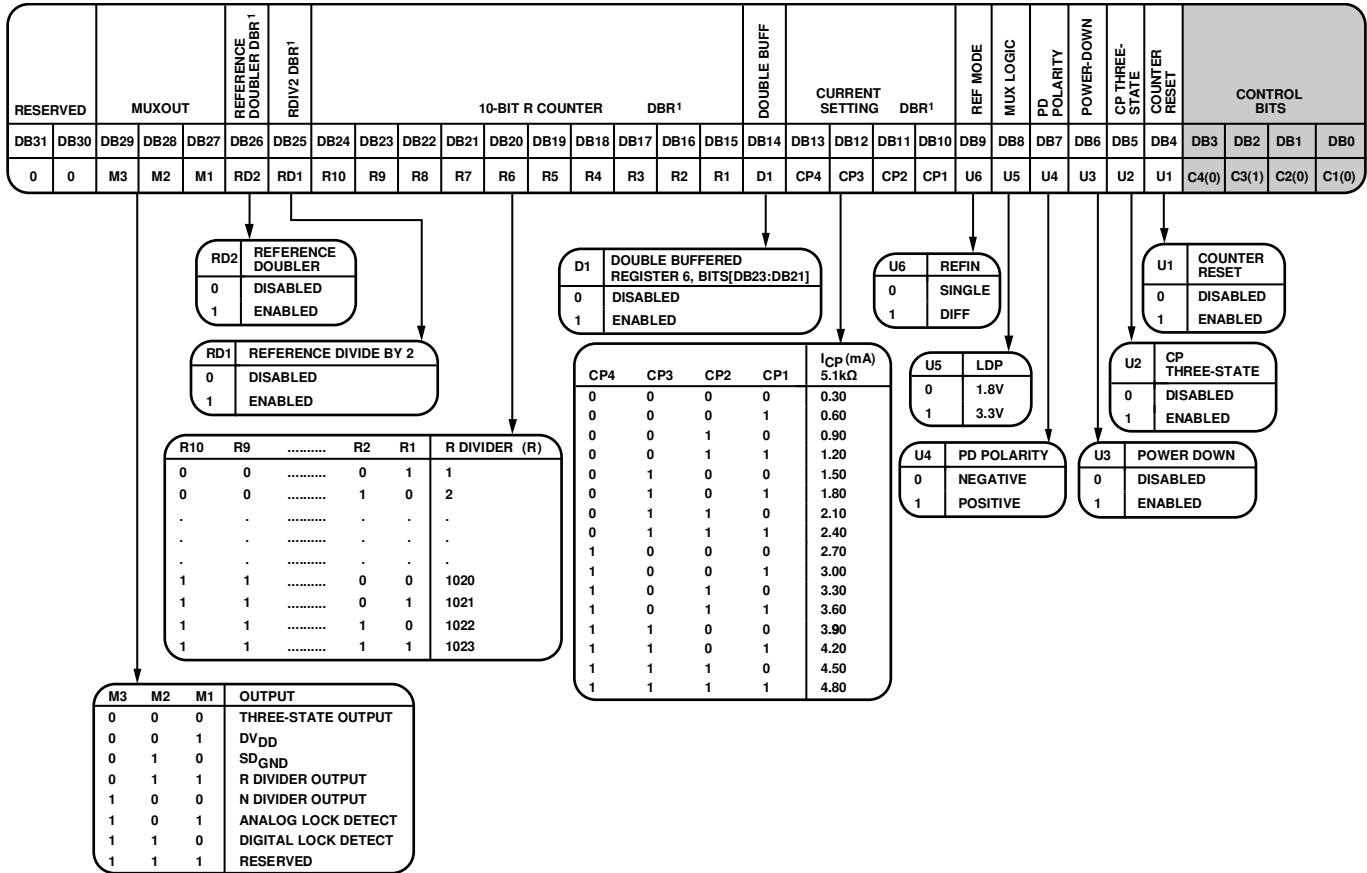 RESERVED MUXOUT REFERENCE DOUBLER DBR1 RDIV2 DBR1 10-BIT R COUNTER DBR1 DOUBLE BUFF CURRENT SETTING DBR1 REF MODE MUX LOGIC PD POLARITY POWER-DOWN CP THREE-STATE COUNTER RESET CONTROL BITS
DB31 DB30 DB29 DB28 DB27 DB26 DB25 DB24 DB23 DB22 DB21 DB20 DB19 DB18 DB17 DB16 DB15 DB14 DB13 DB12 DB11 DB10 DB9 DB8 DB7 DB6 DB5 DB4 DB3 DB2 DB1 DB0
0 0 M3 M2 M1 RD2 RD1 R10 R9 R8 R7 R6 R5 R4 R3 R2 R1 D1 CP4 CP3 CP2 CP1 U6 U5 U4 U3 U2 U1 C4(0) C3(1) C2(0) C1(0)
RD2 REFERENCE DOUBLER
0 DISABLED
1 ENABLED
RD1 REFERENCE DIVIDE BY 2
0 DISABLED
1 ENABLED
R10 R9 .......... R2 R1 R DIVIDER (R)
0 0 .......... 0 1 1
0 0 .......... 1 0 2
. . .......... . . .
. . .......... . . .
. . .......... . . .
1 1 .......... 0 0 1020
1 1 .......... 0 1 1021
1 1 .......... 1 0 1022
1 1 .......... 1 1 1023
M3 M2 M1 OUTPUT
0 0 0 THREE-STATE OUTPUT
0 0 1 DVDD
0 1 0 SDGND
0 1 1 R DIVIDER OUTPUT
1 0 0 N DIVIDER OUTPUT
1 0 1 ANALOG LOCK DETECT
1 1 0 DIGITAL LOCK DETECT
1 1 1 RESERVED
D1 DOUBLE BUFFERED
REGISTER 6, BITS[DB23:DB21]
0 DISABLED
1 ENABLED
CP4 CP3 CP2 CP1 ICP (mA) 5.1kΩ
0 0 0 0 0.30
0 0 0 1 0.60
0 0 1 0 0.90
0 0 1 1 1.20
0 1 0 0 1.50
0 1 0 1 1.80
0 1 1 0 2.10
0 1 1 1 2.40
1 0 0 0 2.70
1 0 0 1 3.00
1 0 1 0 3.30
1 0 1 1 3.60
1 1 0 0 3.90
1 1 0 1 4.20
1 1 1 0 4.50
1 1 1 1 4.80
U6 REFIN
0 SINGLE
1 DIFF
U5 LDP
0 1.8V
1 3.3V
U4 PD POLARITY
0 NEGATIVE
1 POSITIVE
U3 POWER DOWN
0 DISABLED
1 ENABLED
U2 CP THREE-STATE
0 DISABLED
1 ENABLED
U1 COUNTER RESET
0 DISABLED
1 ENABLED